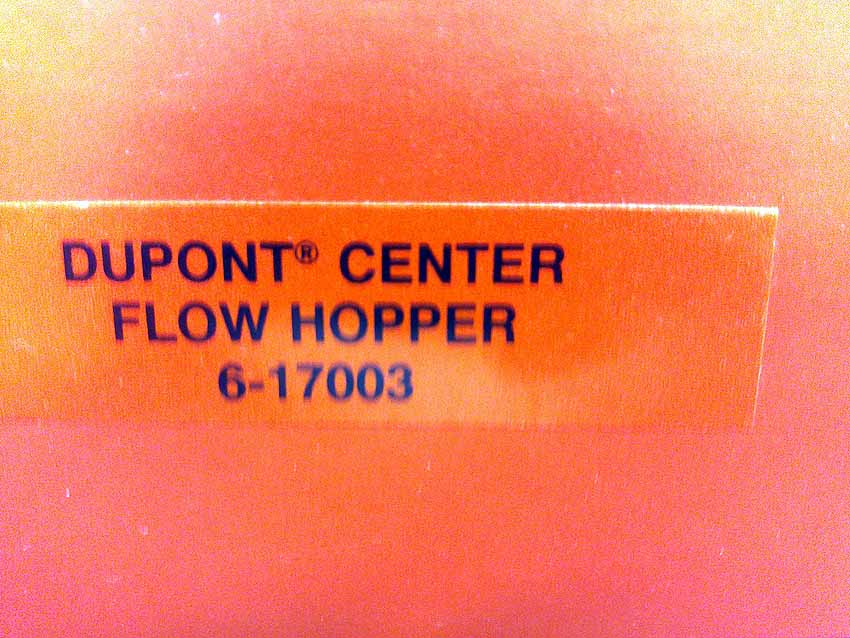 DUPONT® CENTER
FLOW HOPPER
6-17003